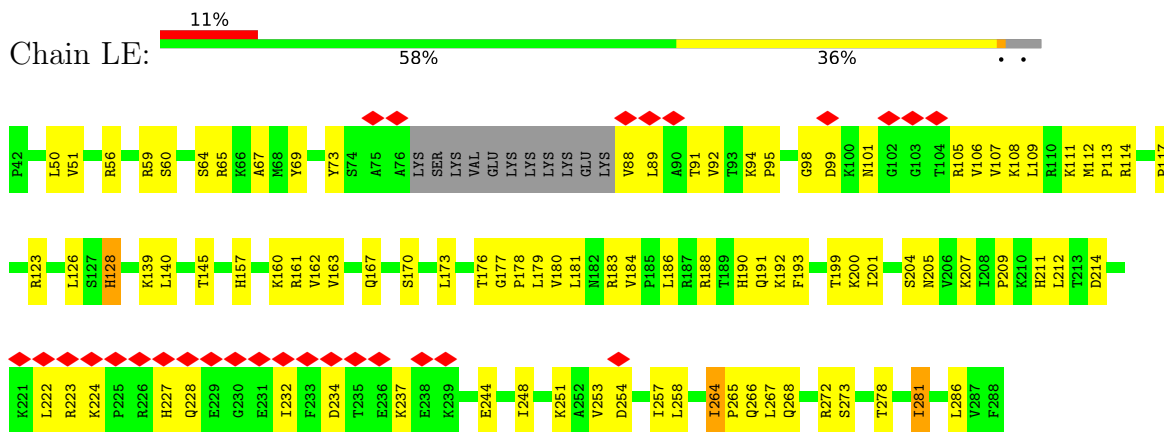 11%
Chain LE:
58% 36% . .
P42 L50 V51 R56 R59 S60 S64 R65 K66 A67 M68 Y69 Y73 S74 A75 A76 LYS SER LYS VAL GLU LYS LYS LYS LYS GLU LYS V88 L89 A90 T91 V92 T93 K94 P95 G98 D99 K100 N101 G102 G103 T104 R105 V106 V107 K108 L109 R110 K111 M112 P113 R114
R123 L126 S127 H128 K139 L140 T145 H157 K160 R161 V162 V163 Q167 S170 L173 T176 G177 P178 L179 V180 L181 N182 R183 V184 P185 L186 R187 R188 T189 H190 Q191 K192 F193 T199 K200 I201 S204 N205 V206 K207 I208 P209 K210 H211 L212 T213 D214
K221 L222 R223 K224 P225 R226 H227 Q228 E229 G230 E231 I232 F233 D234 T235 E236 K237 E238 K239 E244 I248 K251 A252 V253 D254 I257 L258 I264 P265 Q266 L267 Q268 R272 S273 T278 I281 L286 V287 F288